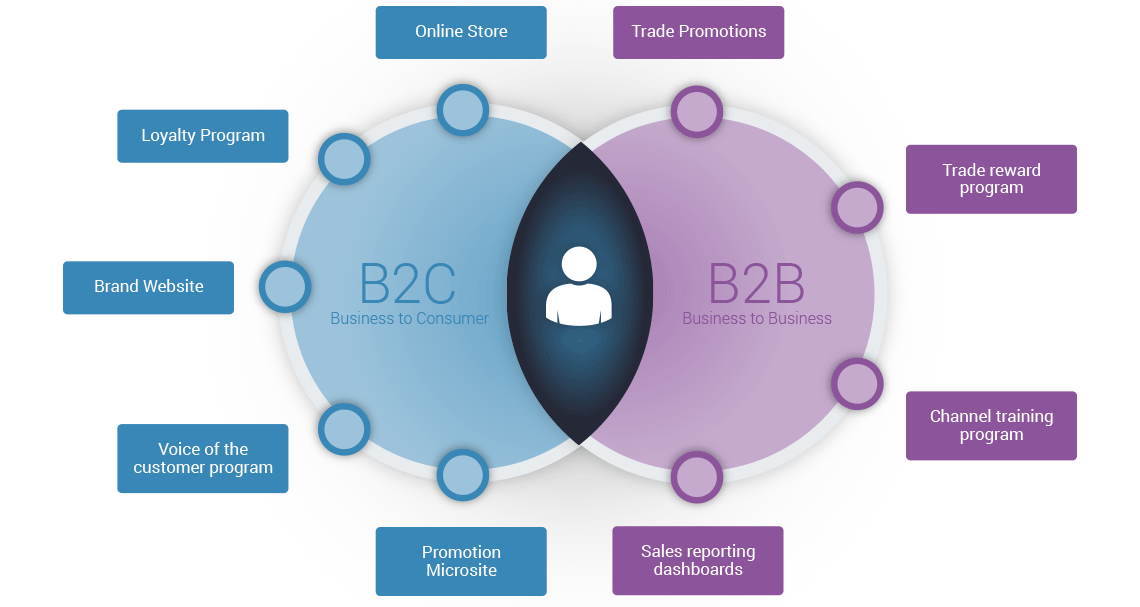 Online Store
Trade Promotions
Loyalty Program
Trade reward
program
Brand Website
B2C
Business to Consumer
B2B
Business to Business
Channel training
program
Voice of the
customer program
Promotion
Microsite
Sales reporting
dashboards